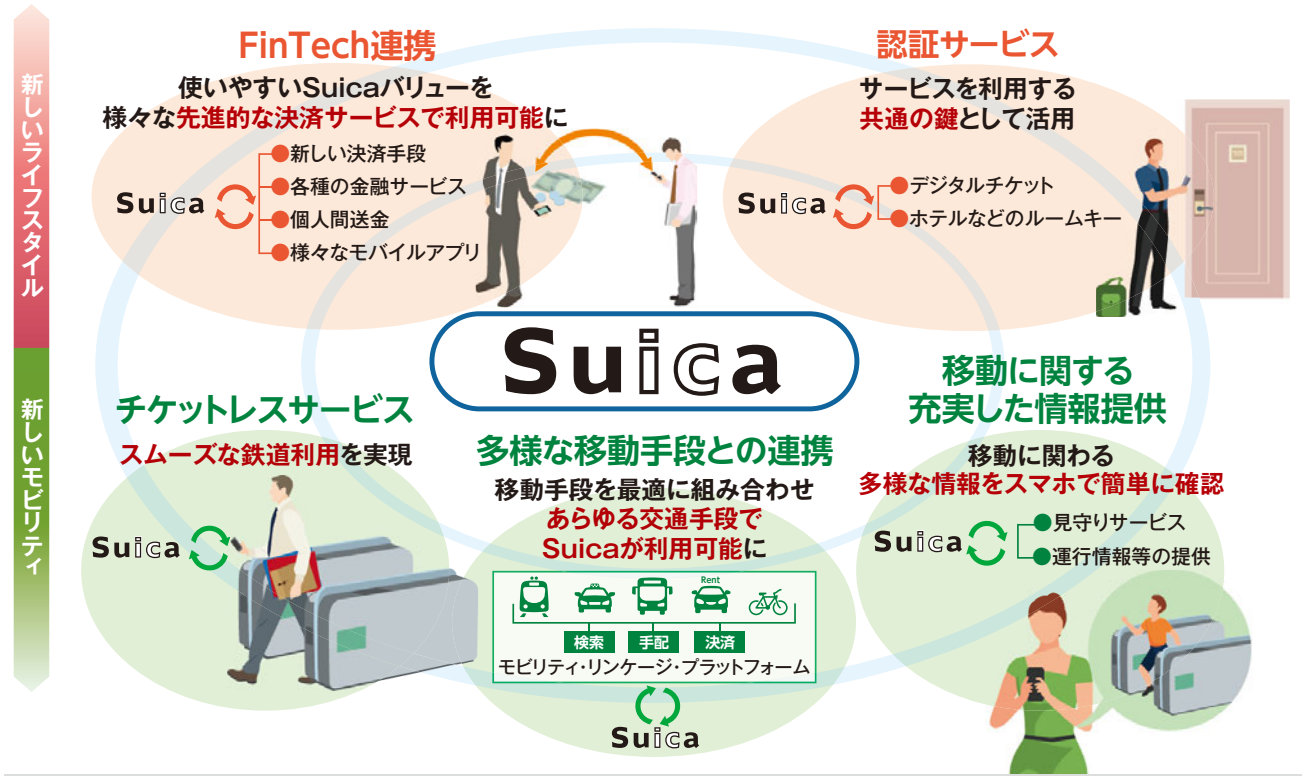 新しいライフスタイル
新しいモビリティ
FinTech連携
使いやすいSuicaバリューを
様々な先進的な決済サービスで利用可能に
Suica
●新しい決済手段
●各種の金融サービス
●個人間送金
●様々なモバイルアプリ
認証サービス
サービスを利用する
共通の鍵として活用
Suica
●デジタルチケット
●ホテルなどのルームキー
Suica
チケットレスサービス
スムーズな鉄道利用を実現
Suica
多様な移動手段との連携
移動手段を最適に組み合わせ
あらゆる交通手段で
Suicaが利用可能に
Rent
検索 手配 決済
モビリティ・リンケージ・プラットフォーム
Suica
移動に関する
充実した情報提供
移動に関わる
多様な情報をスマホで簡単に確認
Suica
●見守りサービス
●運行情報等の提供